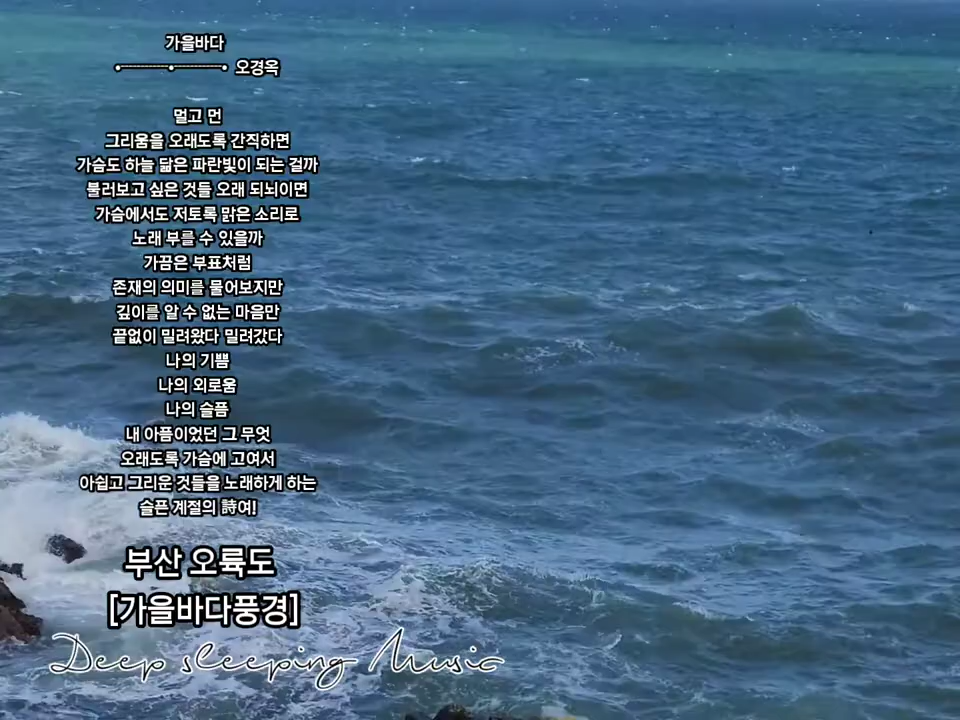 가을바다
오경옥
멀고 먼
그리움을 오래도록 간직하면
가슴도 하늘 닮은 파란빛이 되는 걸까
불러보고 싶은 것들 오래 되뇌이면
가슴에서도 저토록 맑은 소리로
노래 부를 수 있을까
가끔은 부표처럼
존재의 의미를 물어보지만
깊이를 알 수 없는 마음만
끝없이 밀려왔다 밀려갔다
나의 기쁨
나의 외로움
나의 슬픔
내 아픔이었던 그 무엇
오래도록 가슴에 고여서
아쉽고 그리운 것들을 노래하게 하는
슬픈 계절의 詩여!
부산 오륙도
[가을바다풍경]
Deep sleeping Music